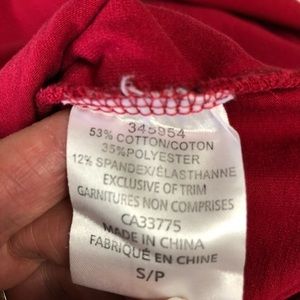 345954
53% COTTON/COTON
35%POLYESTER
12% SPANDEX/ÉLASTHANNE
EXCLUSIVE OF TRIM
GARNITURES NON COMPRISES
CA33775
MADE IN CHINA
FABRIQUÉ EN CHINE
S/P